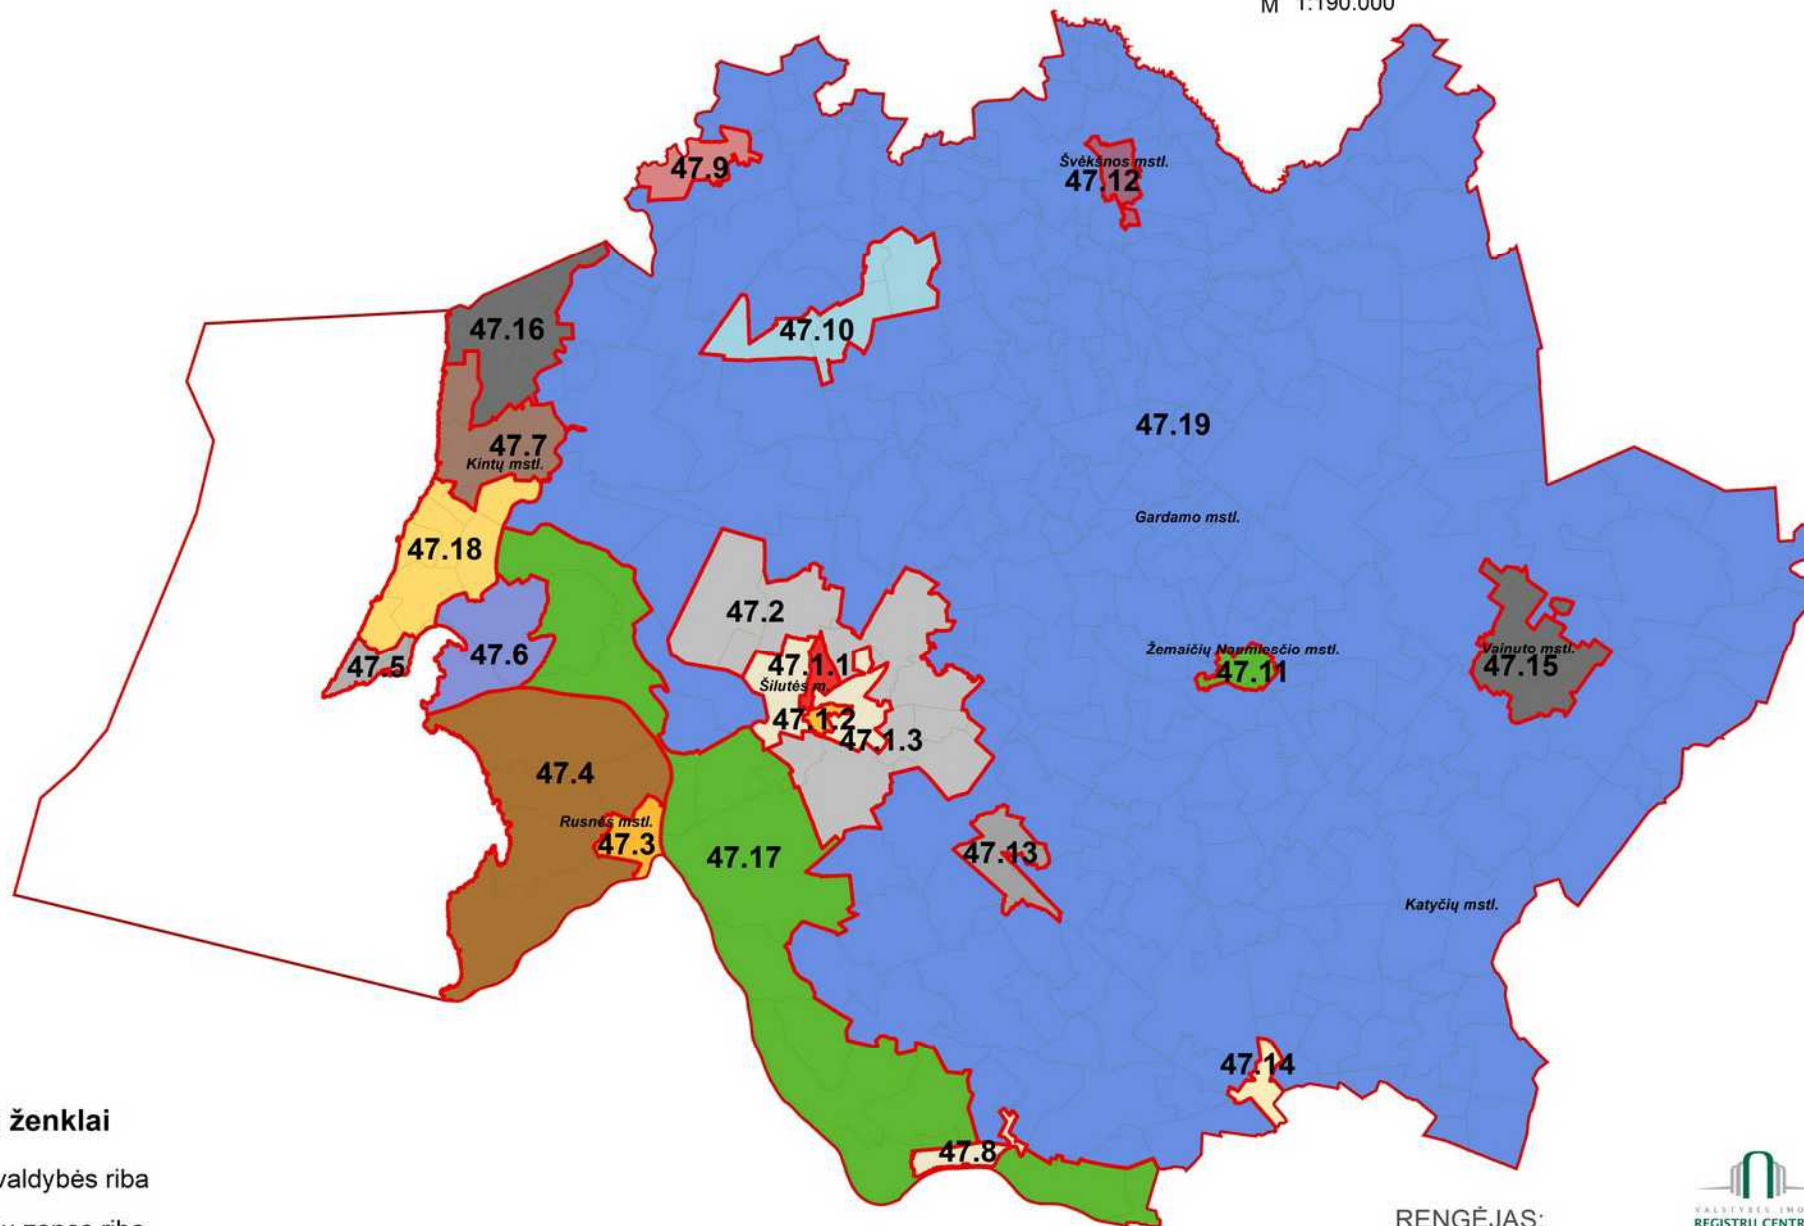 M 1:190.000
47.9
Švėkšnos mstl.
47.12
47.16
47.10
47.19
47.7
Kintų mstl.
Gardamo mstl.
47.18
47.2
47.5
47.6
47.1.1
Šilutės m.
47.1.2
47.1.3
Žemaičių Naumiesčio mstl.
47.11
Vainuto mstl.
47.15
47.4
Rusnės mstl.
47.3
47.17
47.13
Katyčių mstl.
47.14
47.8
ženklai
valdybės riba
RENGĖJAS: